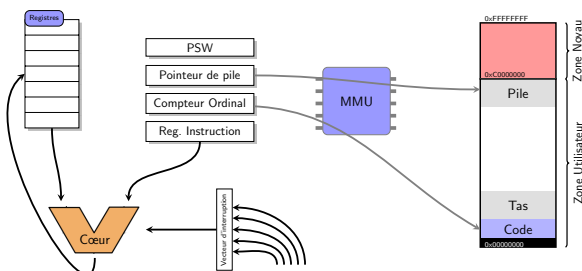 Registres
PSW
Pointeur de pile
Compteur Ordinal
Reg. Instruction
MMU
Cœur
Vecteur d'interruption
0xFFFFFFFF
0xC0000000
Pile
Tas
Code
0x00000000
Zone Noyau
Zone Utilisateur